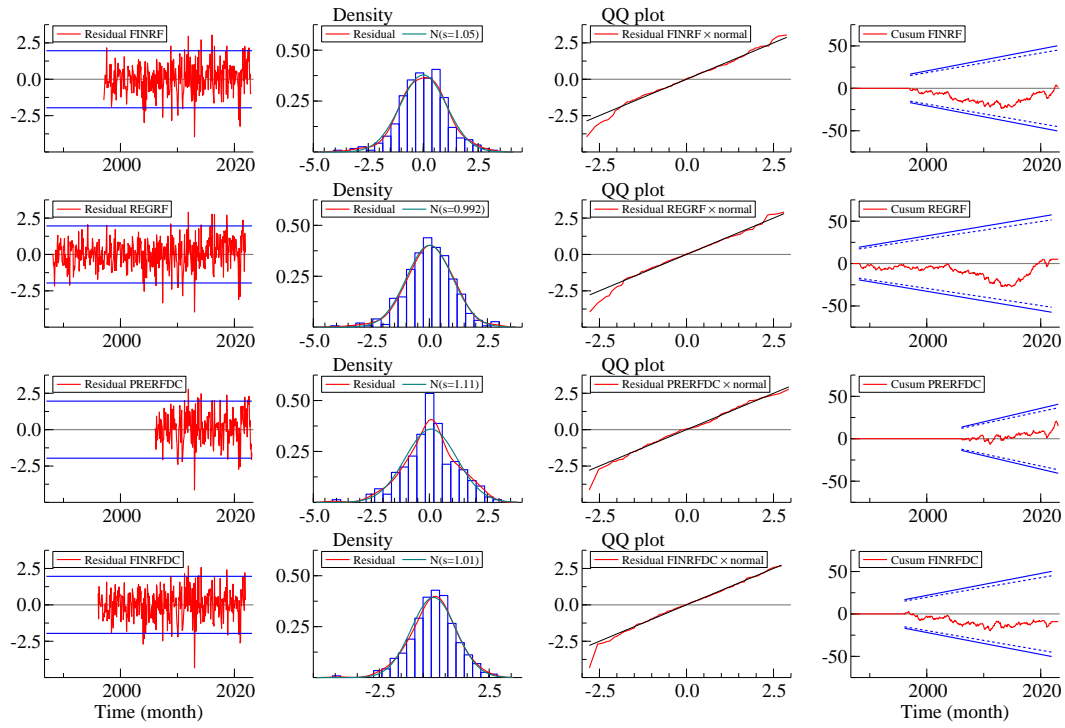 Density
QQ plot
Residual FINRF
Residual N(s=1.05)
Residual FINRF × normal
Cusum FINRF
2.5 0.0 -2.5
0.50 0.25
2.5 0.0 -2.5
50 0 -50
2000 2020
-5.0 -2.5 0.0 2.5
-2.5 0.0 2.5
2000 2020
Density
QQ plot
Residual REGRF
Residual N(s=0.992)
Residual REGRF × normal
Cusum REGRF
2.5 0.0 -2.5
0.50 0.25
2.5 0.0 -2.5
50 0 -50
2000 2020
-2.5 0.0 2.5
-2.5 0.0 2.5
2000 2020
Density
QQ plot
Residual PRERFDC
Residual N(s=1.11)
Residual PRERFDC × normal
Cusum PRERFDC
2.5 0.0 -2.5
0.50 0.25
2.5 0.0 -2.5
50 0 -50
2000 2020
-5.0 -2.5 0.0 2.5
-2.5 0.0 2.5
2000 2020
Density
QQ plot
Residual FINRFDC
Residual N(s=1.01)
Residual FINRFDC × normal
Cusum FINRFDC
2.5 0.0 -2.5
0.50 0.25
2.5 0.0 -2.5
50 0 -50
2000 2020
-2.5 0.0 2.5
-2.5 0.0 2.5
2000 2020
Time (month)
Time (month)